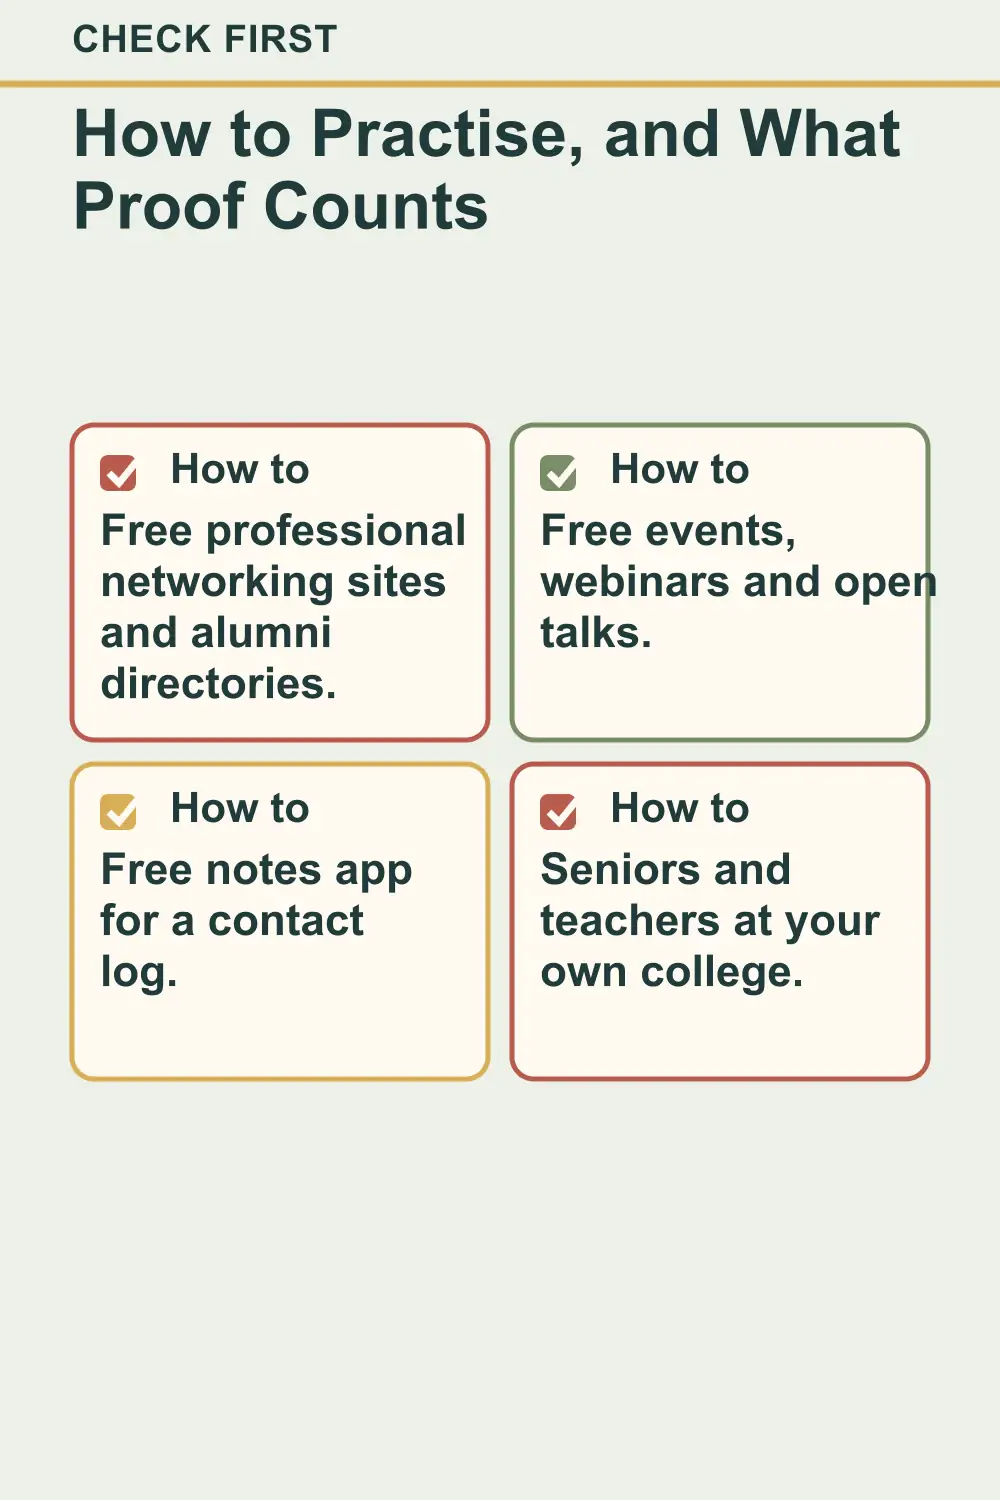 CHECK FIRST
How to Practise, and What
Proof Counts
How to
Free professional
networking sites
and alumni
directories.
How to
Free events,
webinars and open
talks.
How to
Free notes app
for a contact
log.
How to
Seniors and
teachers at your
own college.